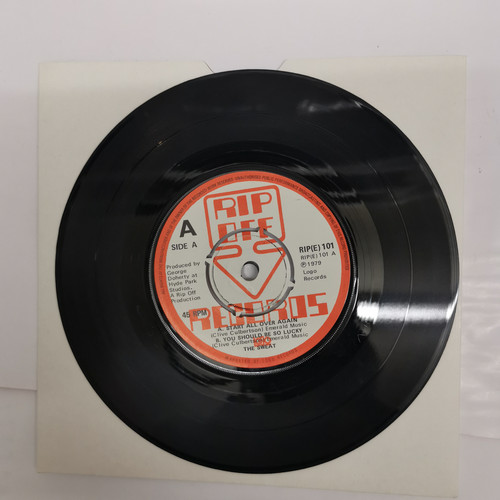 RIP
OFF
RECORDS
A
SIDE A
Produced by
George
Doherty at
Hyde Park
Studios.
A Rip Off
Production
45 RPM
RIP(E) 101
RIP(E) 101 A
℗ 1979
Logo
Records
A. START ALL OVER AGAIN
(Clive Culbertson) Emerald Music
B. YOU SHOULD BE SO LUCKY
(Clive Culbertson) Emerald Music
THE SWEAT